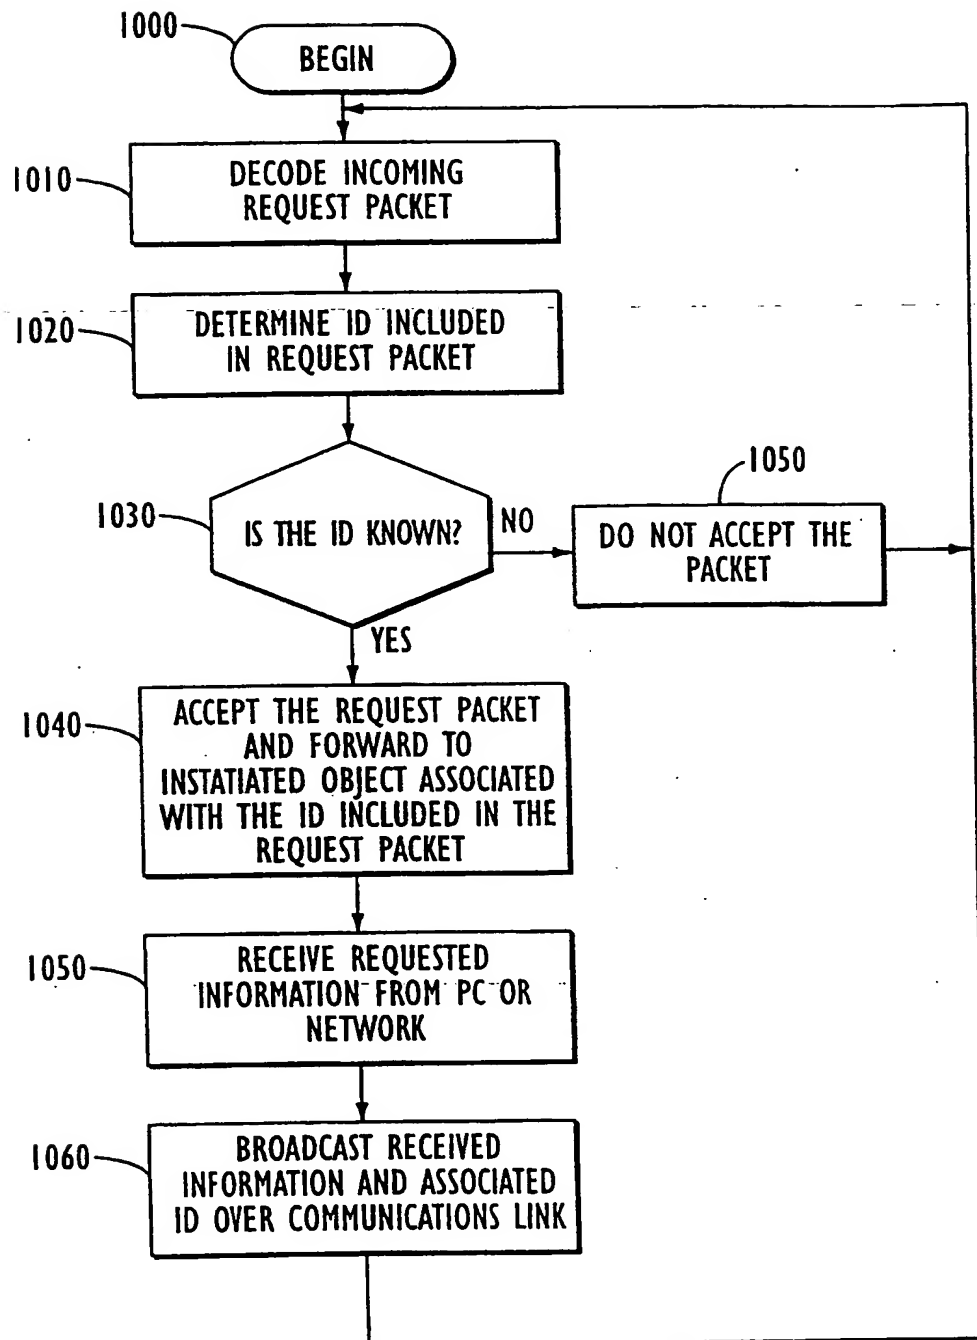 1000
BEGIN
1010
DECODE INCOMING
REQUEST PACKET
1020
DETERMINE ID INCLUDED
IN REQUEST PACKET
1030
IS THE ID KNOWN?
NO
1050
DO NOT ACCEPT THE
PACKET
YES
1040
ACCEPT THE REQUEST PACKET
AND FORWARD TO
INSTATIATED OBJECT ASSOCIATED
WITH THE ID INCLUDED IN THE
REQUEST PACKET
1050
RECEIVE REQUESTED
INFORMATION FROM PC OR
NETWORK
1060
BROADCAST RECEIVED
INFORMATION AND ASSOCIATED
ID OVER COMMUNICATIONS LINK